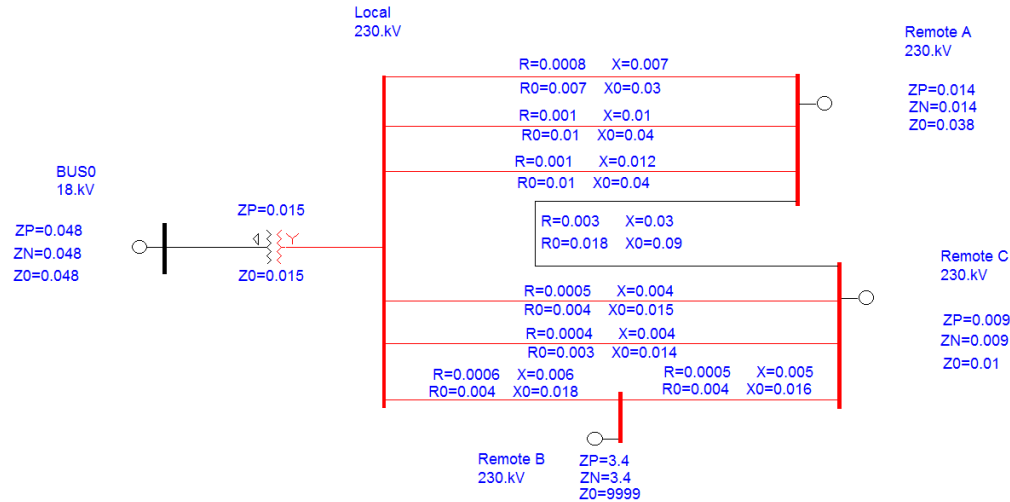 Local
230.kV
Remote A
230.kV
ZP=0.014
ZN=0.014
Z0=0.038
R=0.0008 X=0.007
R0=0.007 X0=0.03
R=0.001 X=0.01
R0=0.01 X0=0.04
R=0.001 X=0.012
R0=0.01 X0=0.04
BUS0
18.kV
ZP=0.048
ZN=0.048
Z0=0.048
ZP=0.015
Z0=0.015
R=0.003 X=0.03
R0=0.018 X0=0.09
Remote C
230.kV
ZP=0.009
ZN=0.009
Z0=0.01
R=0.0005 X=0.004
R0=0.004 X0=0.015
R=0.0004 X=0.004
R0=0.003 X0=0.014
R=0.0006 X=0.006
R0=0.004 X0=0.018
R=0.0005 X=0.005
R0=0.004 X0=0.016
Remote B
230.kV
ZP=3.4
ZN=3.4
Z0=9999